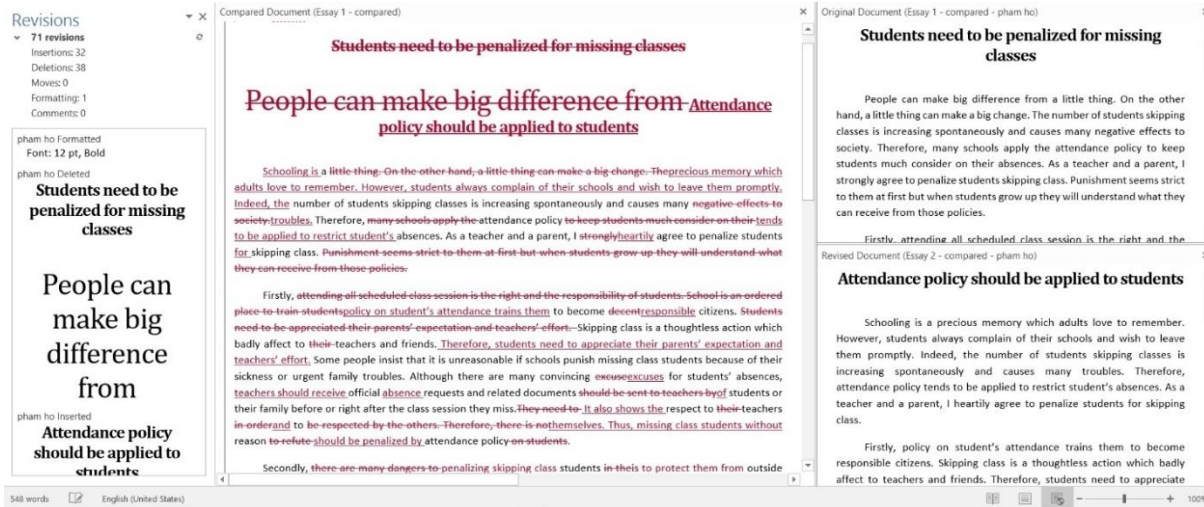 Revisions
71 revisions
Insertions: 32
Deletions: 38
Moves: 0
Formatting: 1
Comments: 0
pham ho Formatted
Font: 12 pt, Bold
pham ho Deleted
Students need to be
penalized for missing
classes
People can
make big
difference
from
pham ho Inserted
Attendance policy
should be applied to
students
548 words
English (United States)
Compared Document (Essay 1 - compared)
Students need to be penalized for missing classes
People can make big difference from Attendance
policy should be applied to students
Schooling is a little thing. On the other hand, a little thing can make a big change. Theprecious memory which
adults love to remember. However, students always complain of their schools and wish to leave them promptly.
Indeed, the number of students skipping classes is increasing spontaneously and causes many negative effects to
society.troubles. Therefore, many schools apply the attendance policy to keep students much consider on their tends
to be applied to restrict student's absences. As a teacher and a parent, I stronglyheartily agree to penalize students
for skipping class. Punishment seems strict to them at first but when students grow up they will understand what
they can receive from those policies.
Firstly, attending all scheduled class session is the right and the responsibility of students. School is an ordered
place to train studentspolicy on student's attendance trains them to become decentresponsible citizens. Students
need to be appreciated their parents' expectation and teachers' effort. Skipping class is a thoughtless action which
badly affect to their teachers and friends. Therefore, students need to appreciate their parents' expectation and
teachers' effort. Some people insist that it is unreasonable if schools punish missing class students because of their
sickness or urgent family troubles. Although there are many convincing excuseexcuses for students' absences,
teachers should receive official absence requests and related documents should be sent to teachers byof students or
their family before or right after the class session they miss.They need to It also shows the respect to their teachers
in orderand to be respected by the others. Therefore, there is nothemselves. Thus, missing class students without
reason to refute should be penalized by attendance policy on students.
Secondly, there are many dangers to penalizing skipping class students in theis to protect them from outside
Original Document (Essay 1 - compared - pham ho)
Students need to be penalized for missing
classes
People can make big difference from a little thing. On the other
hand, a little thing can make a big change. The number of students skipping
classes is increasing spontaneously and causes many negative effects to
society. Therefore, many schools apply the attendance policy to keep
students much consider on their absences. As a teacher and a parent, I
strongly agree to penalize students skipping class. Punishment seems strict
to them at first but when students grow up they will understand what they
can receive from those policies.
Firstly, attending all scheduled class session is the right and the
Revised Document (Essay 2 - compared - pham ho)
Attendance policy should be applied to students
Schooling is a precious memory which adults love to remember.
However, students always complain of their schools and wish to leave
them promptly. Indeed, the number of students skipping classes is
increasing spontaneously and causes many troubles. Therefore,
attendance policy tends to be applied to restrict student's absences. As a
teacher and a parent, I heartily agree to penalize students for skipping
class.
Firstly, policy on student's attendance trains them to become
responsible citizens. Skipping class is a thoughtless action which badly
affect to teachers and friends. Therefore, students need to appreciate
100%